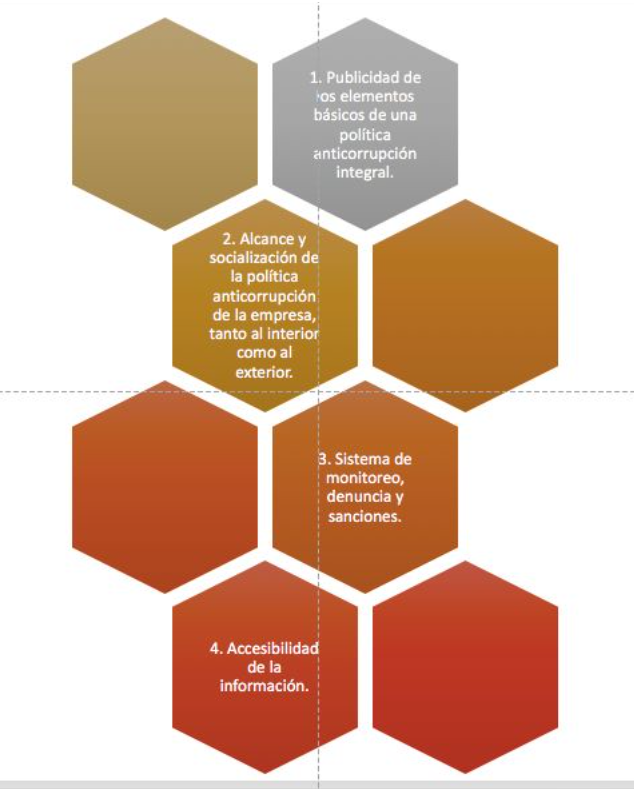 1. Publicidad de
los elementos
básicos de una
política
anticorrupción
integral.
2. Alcance y
socialización de
la política
anticorrupción
de la empresa,
tanto al interior
como al
exterior.
3. Sistema de
monitoreo,
denuncia y
sanciones.
4. Accesibilidad
de la
información.